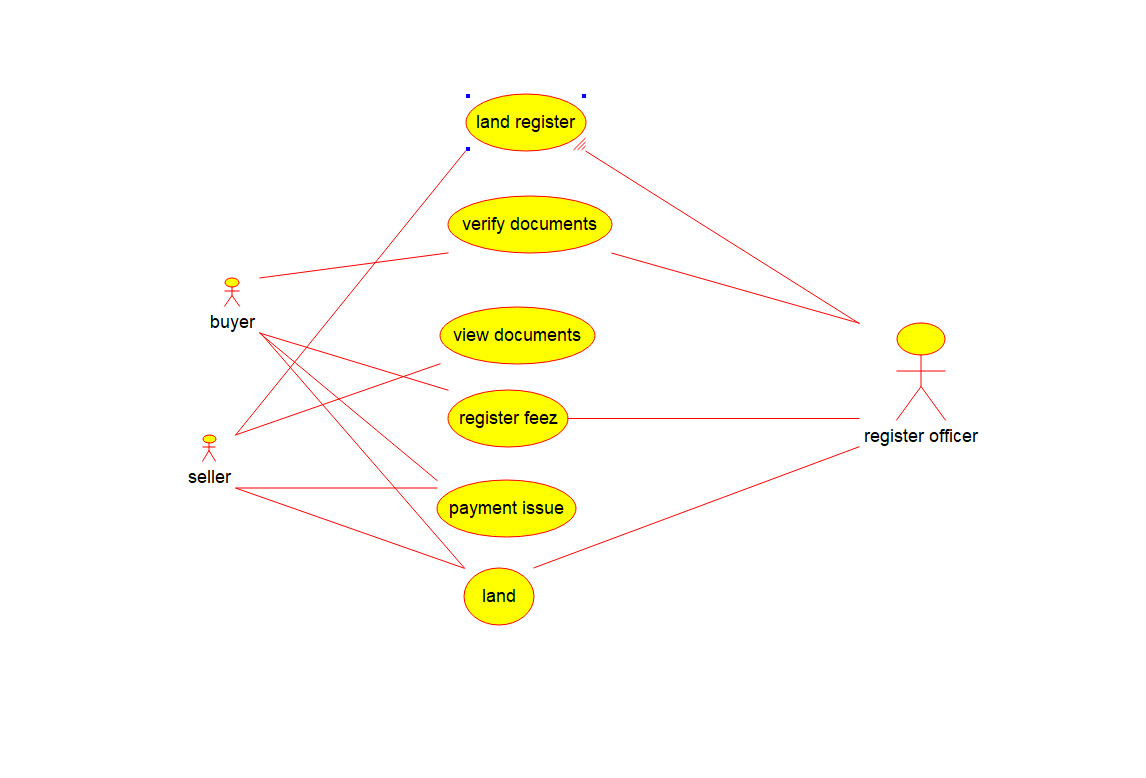 land register
verify documents
buyer
view documents
register feez
register officer
seller
payment issue
land